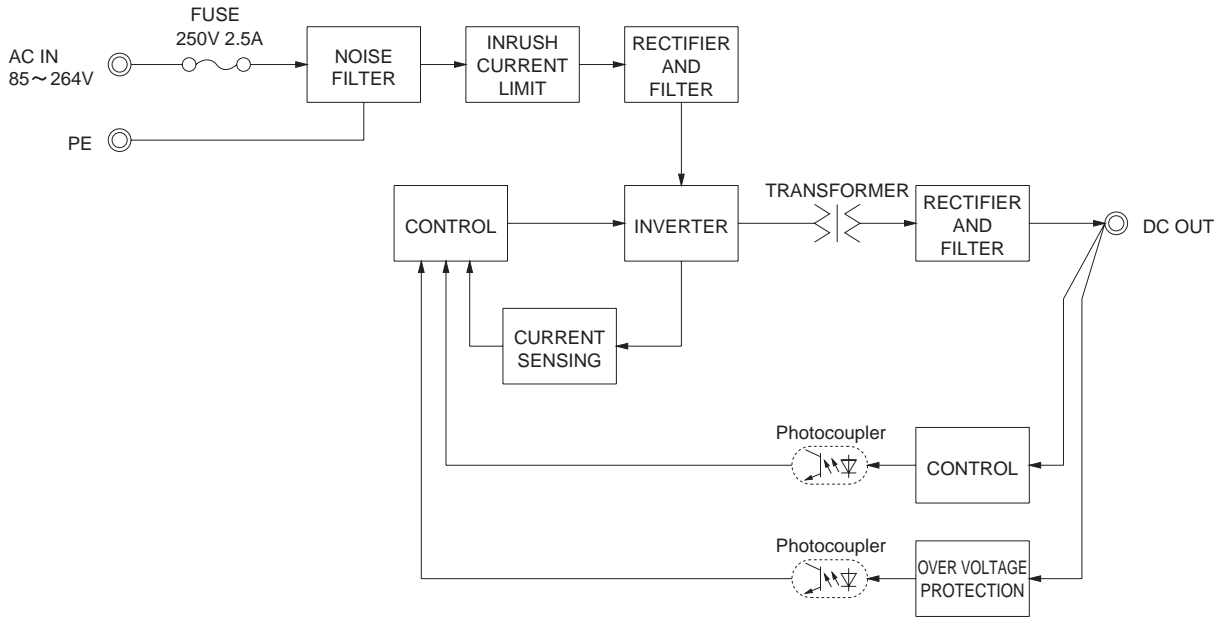 FUSE
250V 2.5A
AC IN
85～264V
NOISE
FILTER
INRUSH
CURRENT
LIMIT
RECTIFIER
AND
FILTER
PE
CONTROL
INVERTER
TRANSFORMER
RECTIFIER
AND
FILTER
DC OUT
CURRENT
SENSING
Photocoupler
CONTROL
Photocoupler
OVER VOLTAGE
PROTECTION